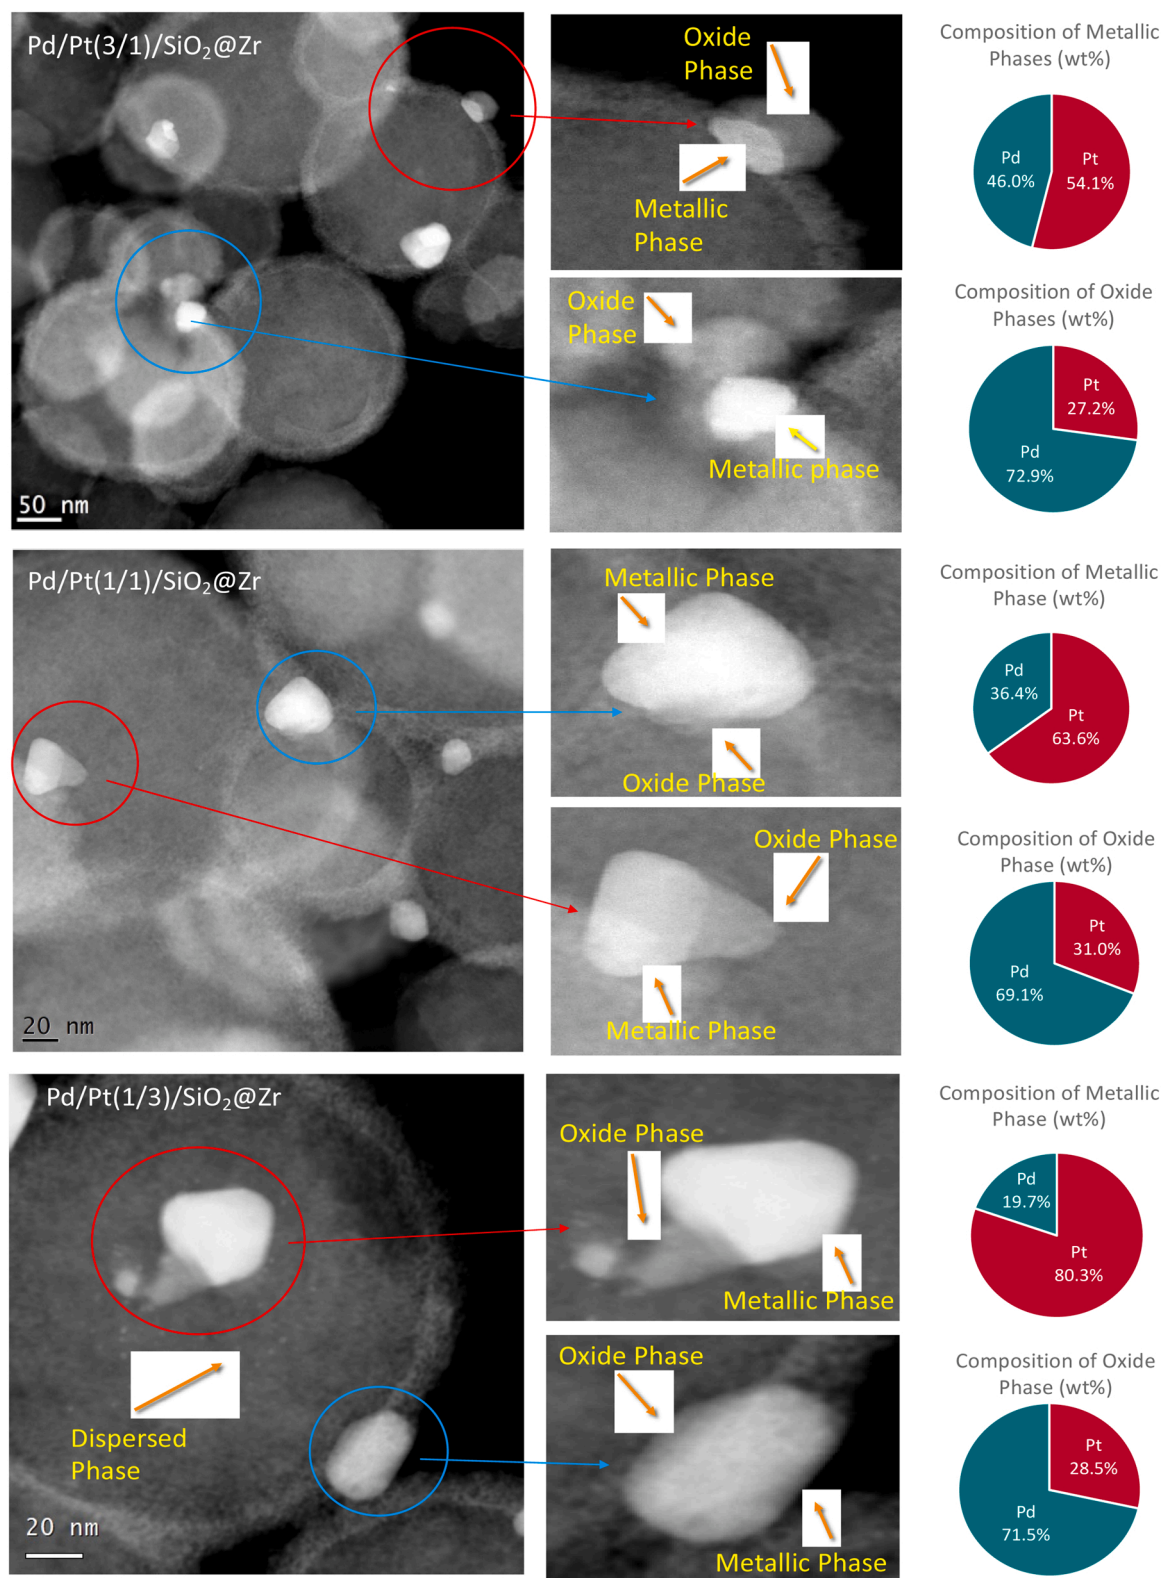 Pd/Pt(3/1)/SiO₂@Zr
50 nm
Oxide
Phase
Metallic
Phase
Oxide
Phase
Metallic phase
Composition of Metallic
Phases (wt%)
Pd
46.0%
Pt
54.1%
Composition of Oxide
Phases (wt%)
Pt
27.2%
Pd
72.9%
Pd/Pt(1/1)/SiO₂@Zr
20 nm
Metallic Phase
Oxide Phase
Oxide Phase
Metallic Phase
Composition of Metallic
Phase (wt%)
Pd
36.4%
Pt
63.6%
Composition of Oxide
Phase (wt%)
Pt
31.0%
Pd
69.1%
Pd/Pt(1/3)/SiO₂@Zr
Dispersed
Phase
20 nm
Oxide Phase
Metallic Phase
Oxide Phase
Metallic Phase
Composition of Metallic
Phase (wt%)
Pd
19.7%
Pt
80.3%
Composition of Oxide
Phase (wt%)
Pt
28.5%
Pd
71.5%